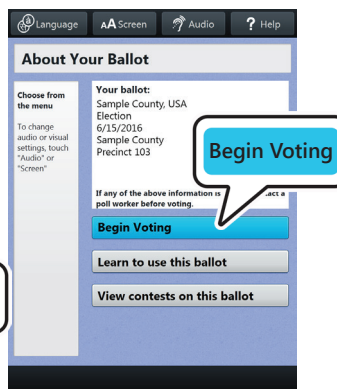 Language AA Screen Audio ? Help
About Your Ballot
Choose from
the menu
To change
audio or visual
settings, touch
"Audio" or
"Screen"
Your ballot:
Sample County, USA
Election
6/15/2016
Sample County
Precinct 103
If any of the above information is
poll worker before voting.
Begin Voting
Begin Voting
Learn to use this ballot
View contests on this ballot